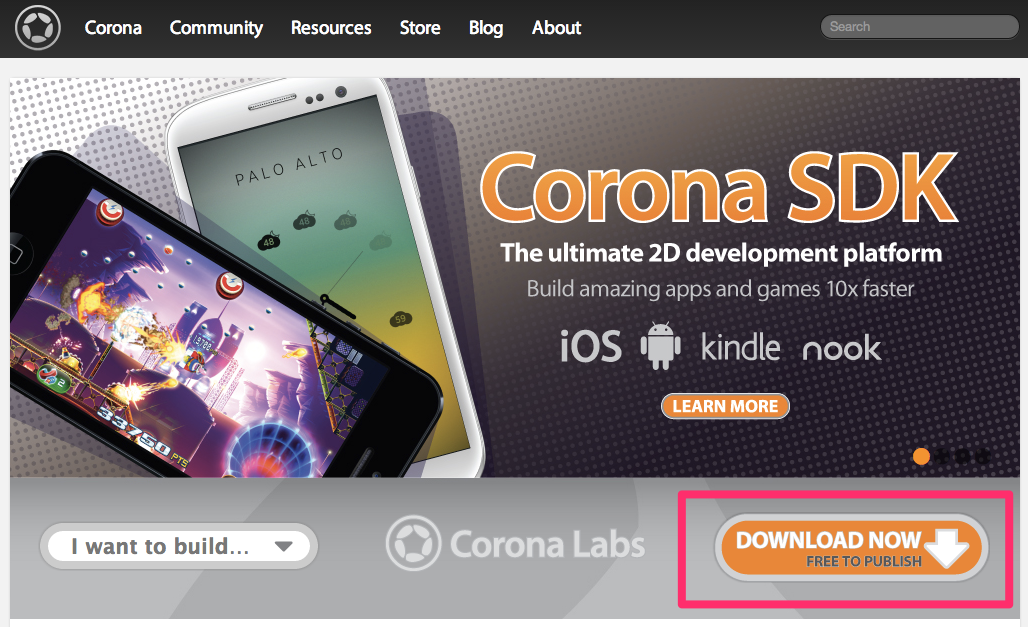 Corona Community Resources Store Blog About Search
PALO ALTO
48
48
59
33750 PTS
Corona SDK
The ultimate 2D development platform
Build amazing apps and games 10x faster
iOS kindle nook
LEARN MORE
I want to build...
Corona Labs
DOWNLOAD NOW
FREE TO PUBLISH